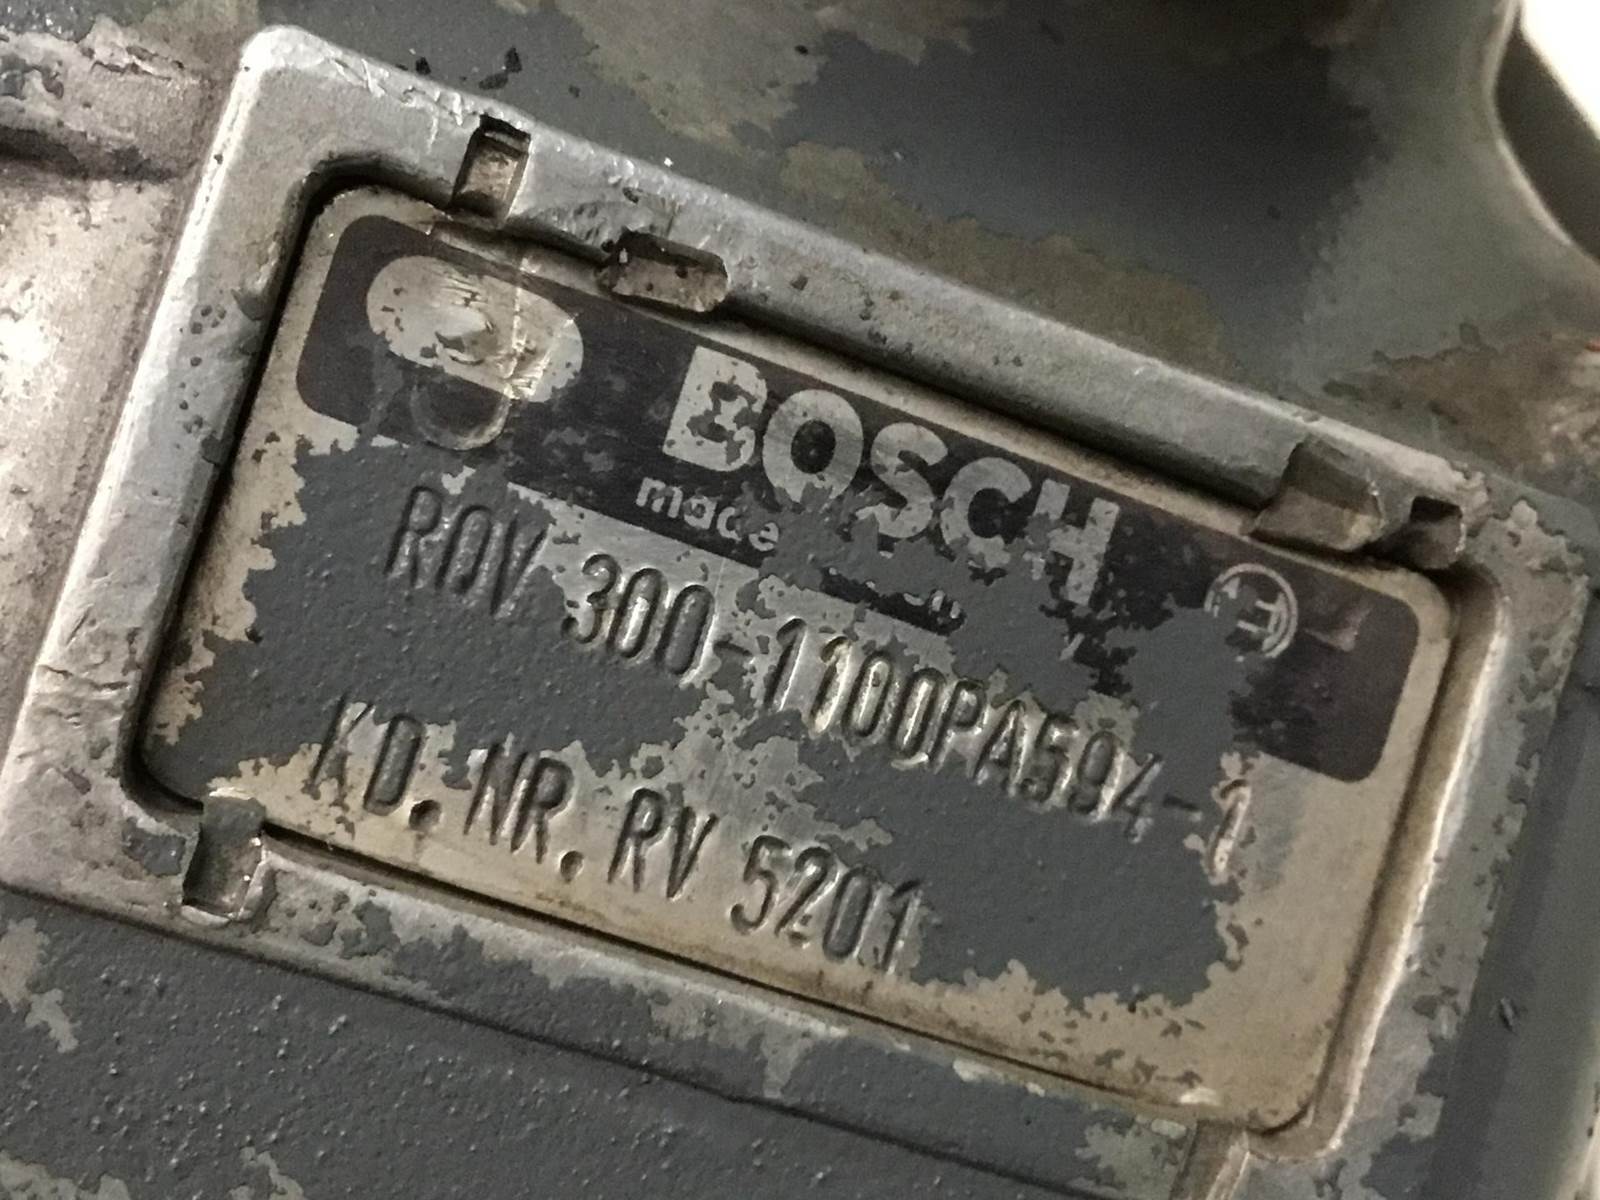 BOSCH
made
RQV 300-1100PA594-1
KD.NR.RV 5201